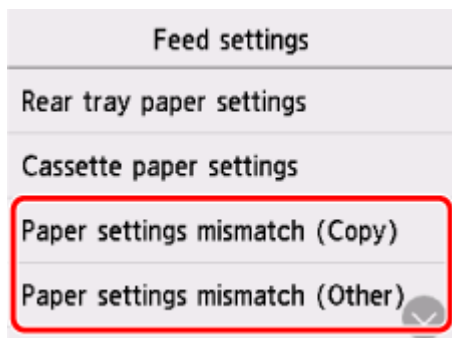 Feed settings
Rear tray paper settings
Cassette paper settings
Paper settings mismatch (Copy)
Paper settings mismatch (Other)